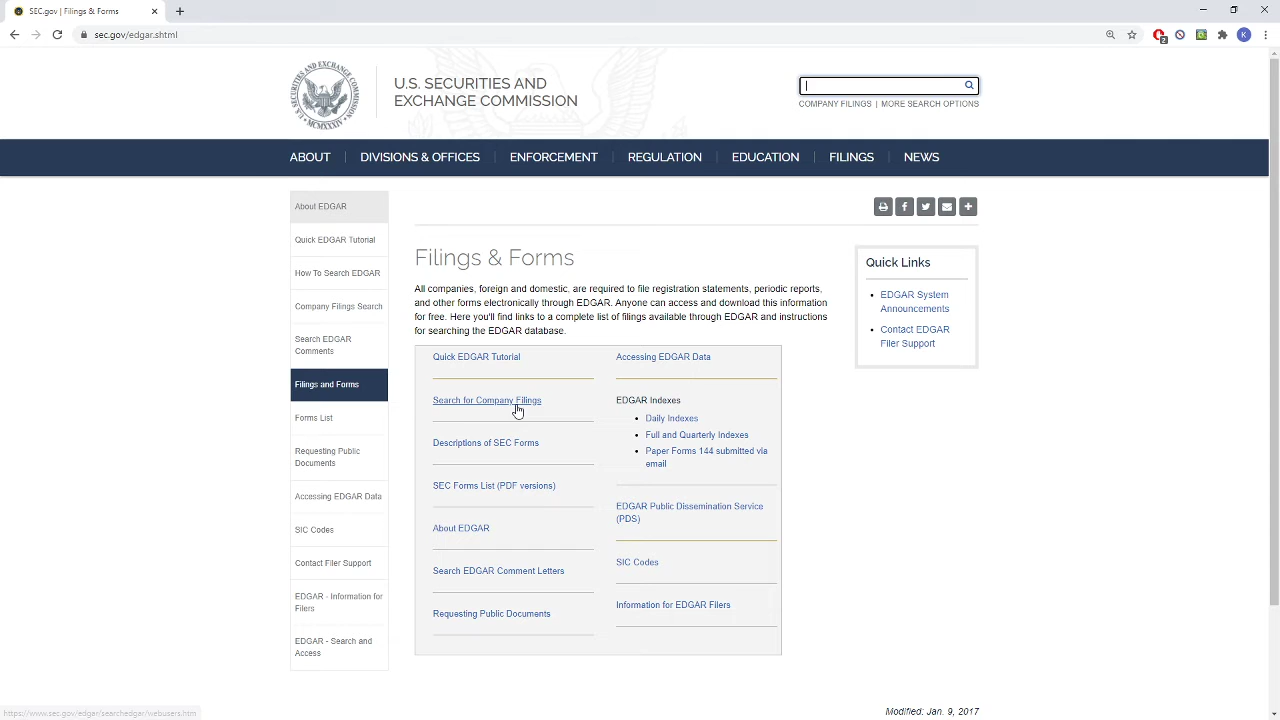 SEC.gov | Filings & Forms
sec.gov/edgar.shtml
2
K
U.S. SECURITIES AND
EXCHANGE COMMISSION
COMPANY FILINGS | MORE SEARCH OPTIONS
ABOUT
DIVISIONS & OFFICES
ENFORCEMENT
REGULATION
EDUCATION
FILINGS
NEWS
About EDGAR
Quick EDGAR Tutorial
How To Search EDGAR
Company Filings Search
Search EDGAR
Comments
Filings and Forms
Forms List
Requesting Public
Documents
Accessing EDGAR Data
SIC Codes
Contact Filer Support
EDGAR - Information for
Filers
EDGAR - Search and
Access
Filings & Forms
All companies, foreign and domestic, are required to file registration statements, periodic reports,
and other forms electronically through EDGAR. Anyone can access and download this information
for free. Here you'll find links to a complete list of filings available through EDGAR and instructions
for searching the EDGAR database.
Quick EDGAR Tutorial
Search for Company Filings
Descriptions of SEC Forms
SEC Forms List (PDF versions)
About EDGAR
Search EDGAR Comment Letters
Requesting Public Documents
Accessing EDGAR Data
EDGAR Indexes
Daily Indexes
Full and Quarterly Indexes
Paper Forms 144 submitted via
email
EDGAR Public Dissemination Service
(PDS)
SIC Codes
Information for EDGAR Filers
Quick Links
EDGAR System
Announcements
Contact EDGAR
Filer Support
Modified: Jan. 9, 2017
https://www.sec.gov/edgar/searchedgar/webusers.htm